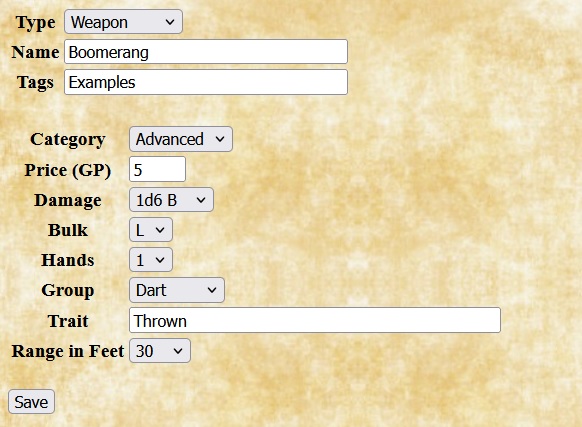 Type Weapon
Name Boomerang
Tags Examples
Category Advanced
Price (GP) 5
Damage 1d6 B
Bulk L
Hands 1
Group Dart
Trait Thrown
Range in Feet 30
Save